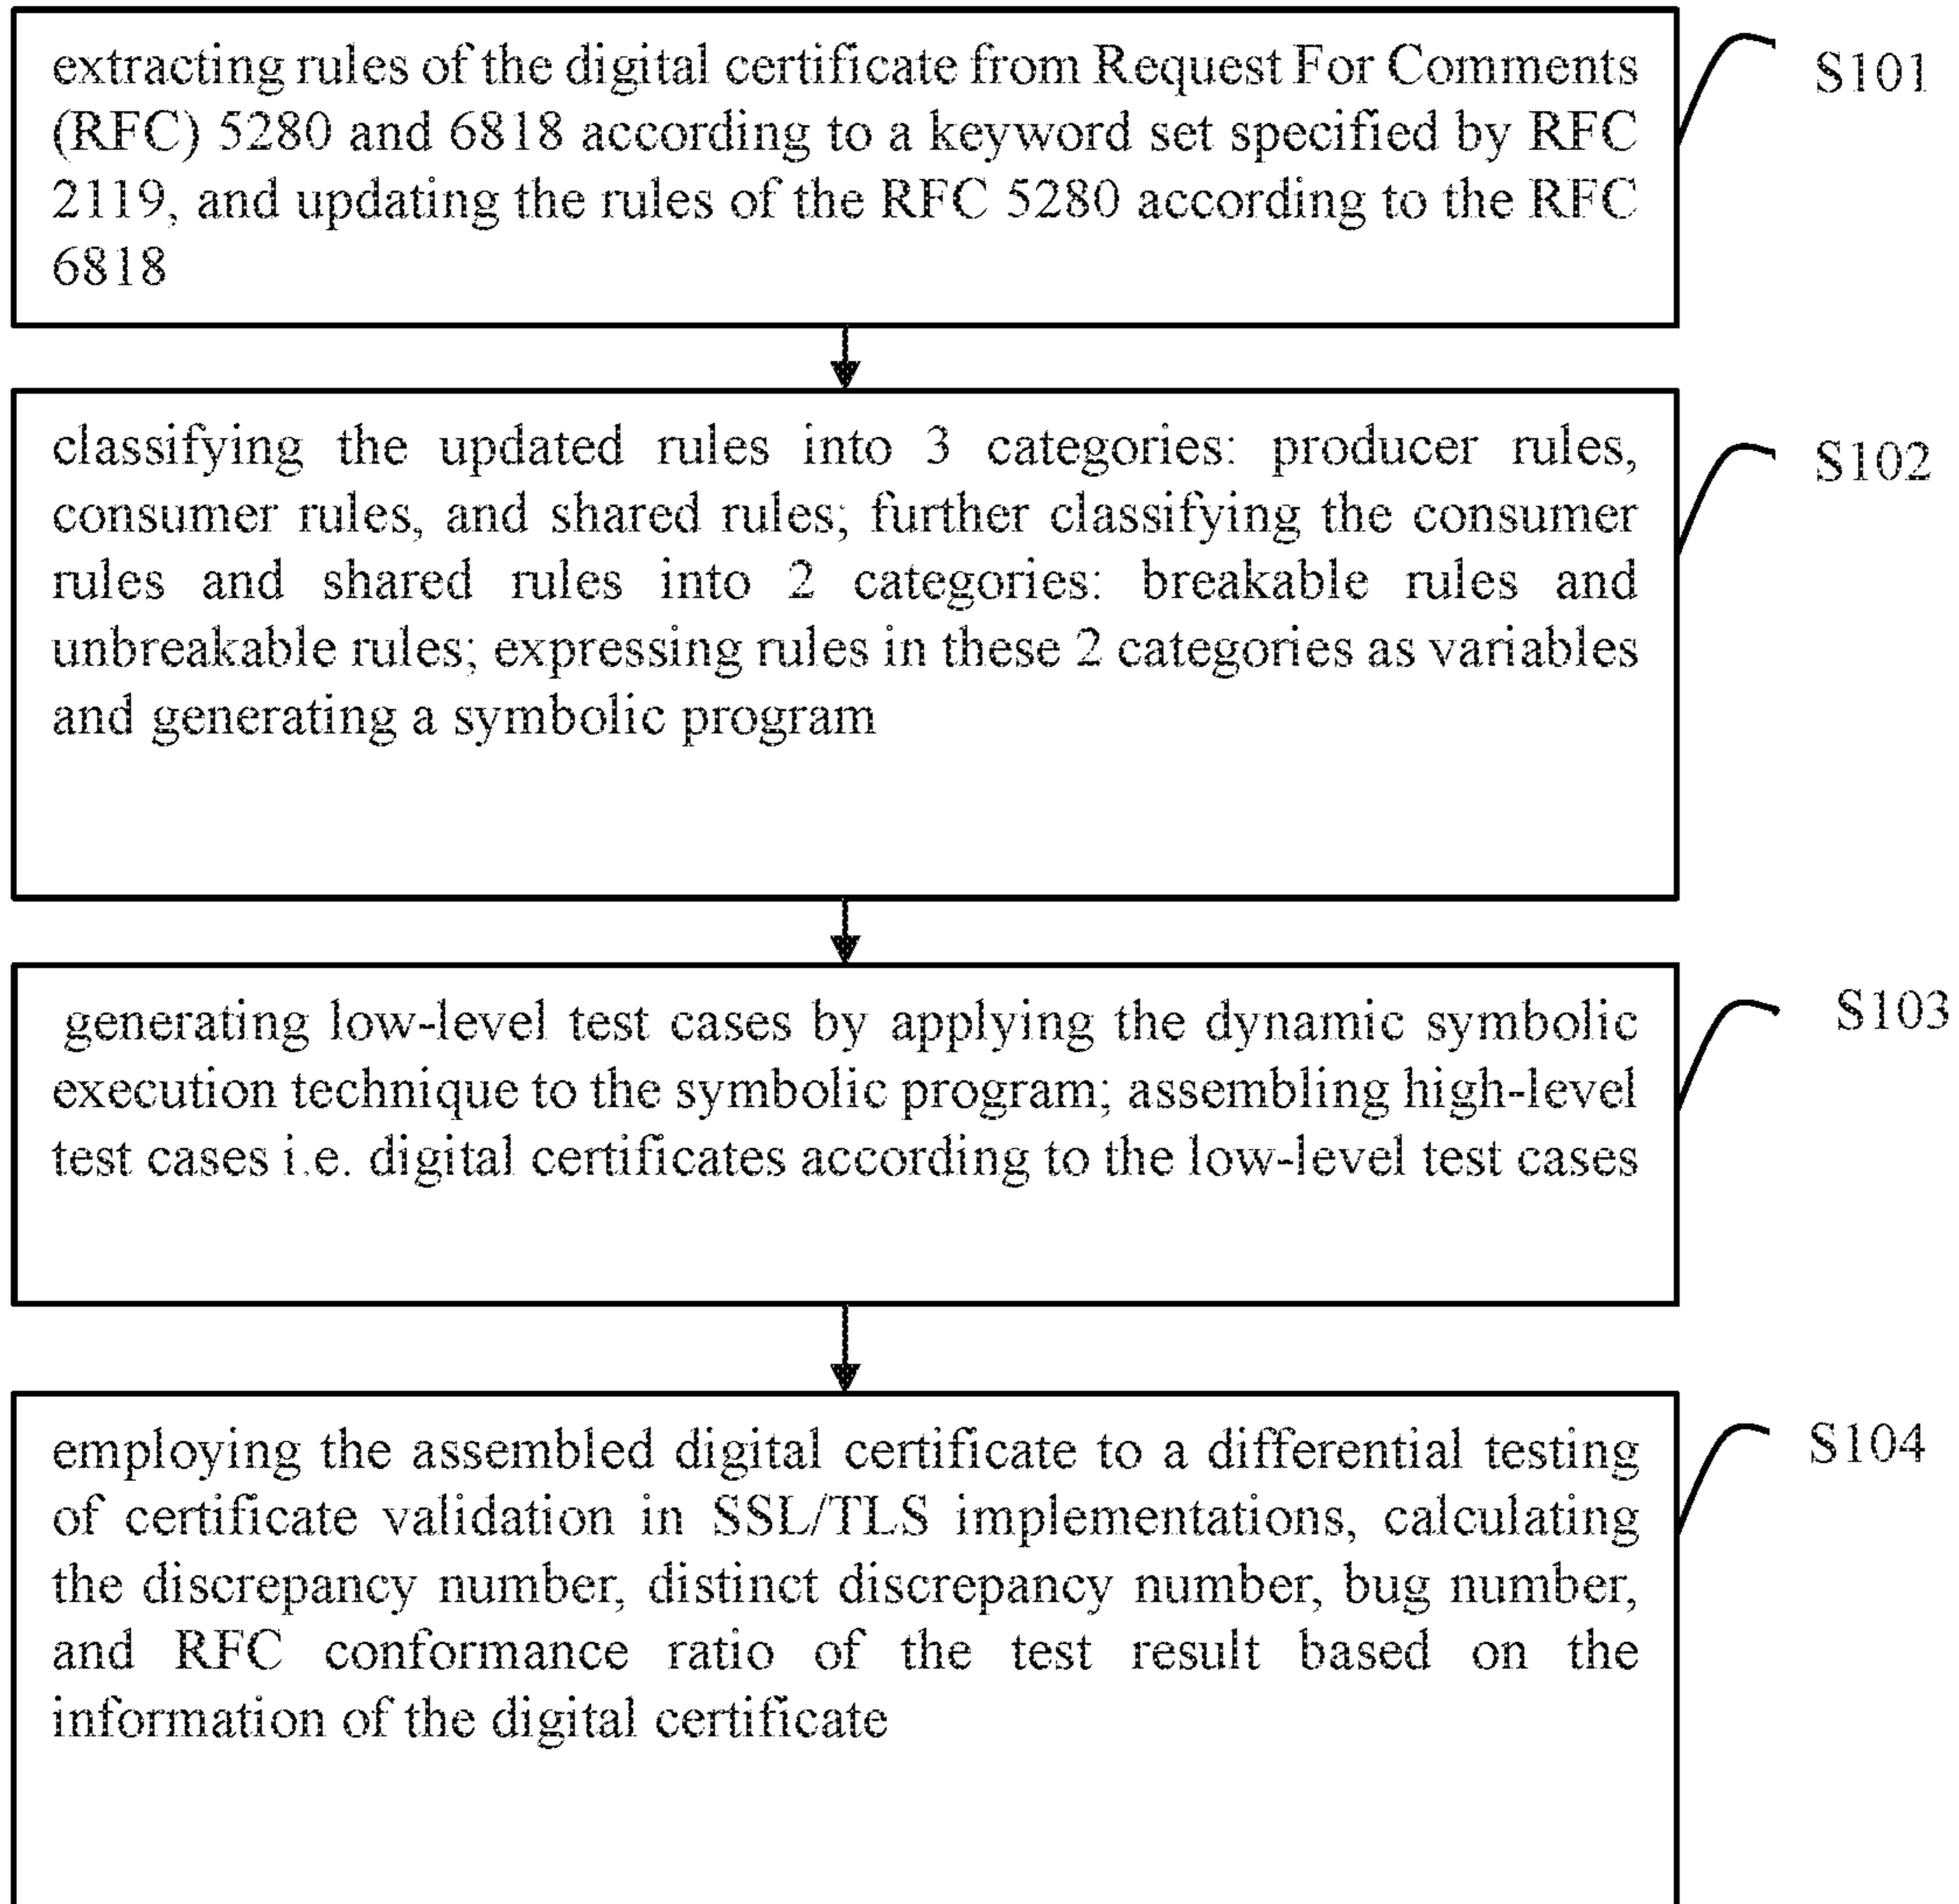 extracting rules of the digital certificate from Request For Comments
(RFC) 5280 and 6818 according to a keyword set specified by RFC
2119, and updating the rules of the RFC 5280 according to the RFC
6818
S101
classifying the updated rules into 3 categories: producer rules,
consumer rules, and shared rules; further classifying the consumer
rules and shared rules into 2 categories: breakable rules and
unbreakable rules; expressing rules in these 2 categories as variables
and generating a symbolic program
S102
generating low-level test cases by applying the dynamic symbolic
execution technique to the symbolic program; assembling high-level
test cases i.e. digital certificates according to the low-level test cases
S103
employing the assembled digital certificate to a differential testing
of certificate validation in SSL/TLS implementations, calculating
the discrepancy number, distinct discrepancy number, bug number,
and RFC conformance ratio of the test result based on the
information of the digital certificate
S104